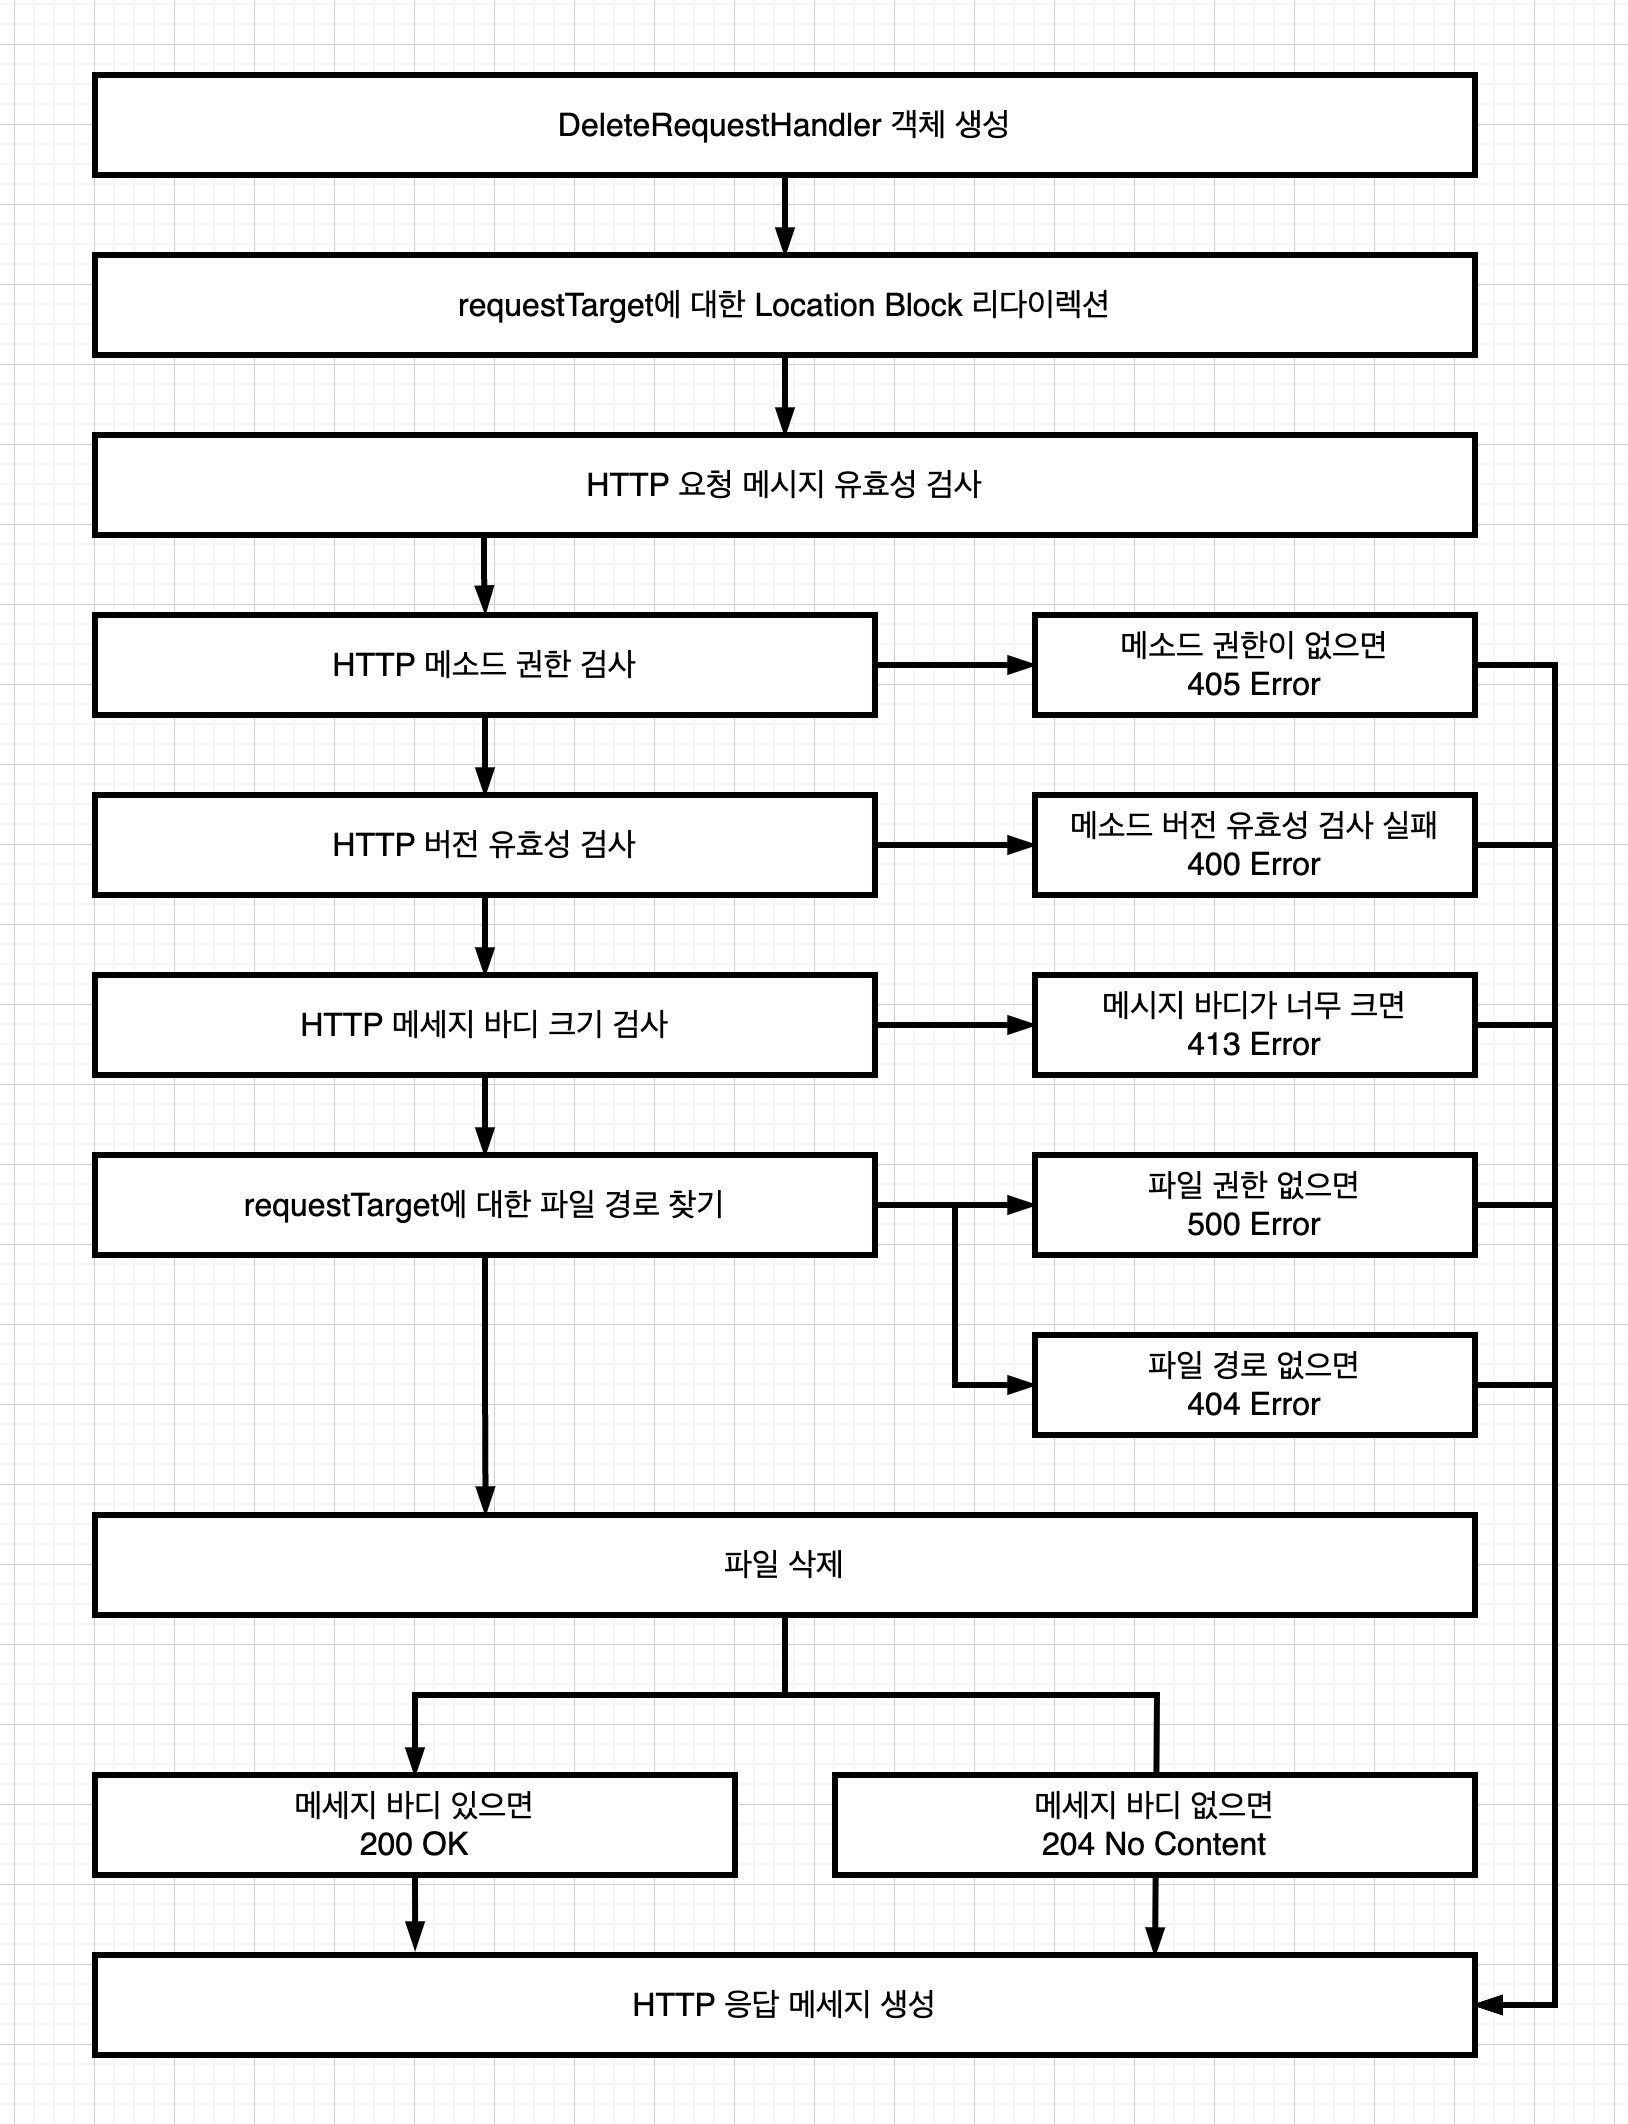 DeleteRequestHandler 객체 생성
requestTarget에 대한 Location Block 리다이렉션
HTTP 요청 메시지 유효성 검사
HTTP 메소드 권한 검사
메소드 권한이 없으면
405 Error
HTTP 버전 유효성 검사
메소드 버전 유효성 검사 실패
400 Error
HTTP 메세지 바디 크기 검사
메시지 바디가 너무 크면
413 Error
requestTarget에 대한 파일 경로 찾기
파일 권한 없으면
500 Error
파일 경로 없으면
404 Error
파일 삭제
메세지 바디 있으면
200 OK
메세지 바디 없으면
204 No Content
HTTP 응답 메세지 생성